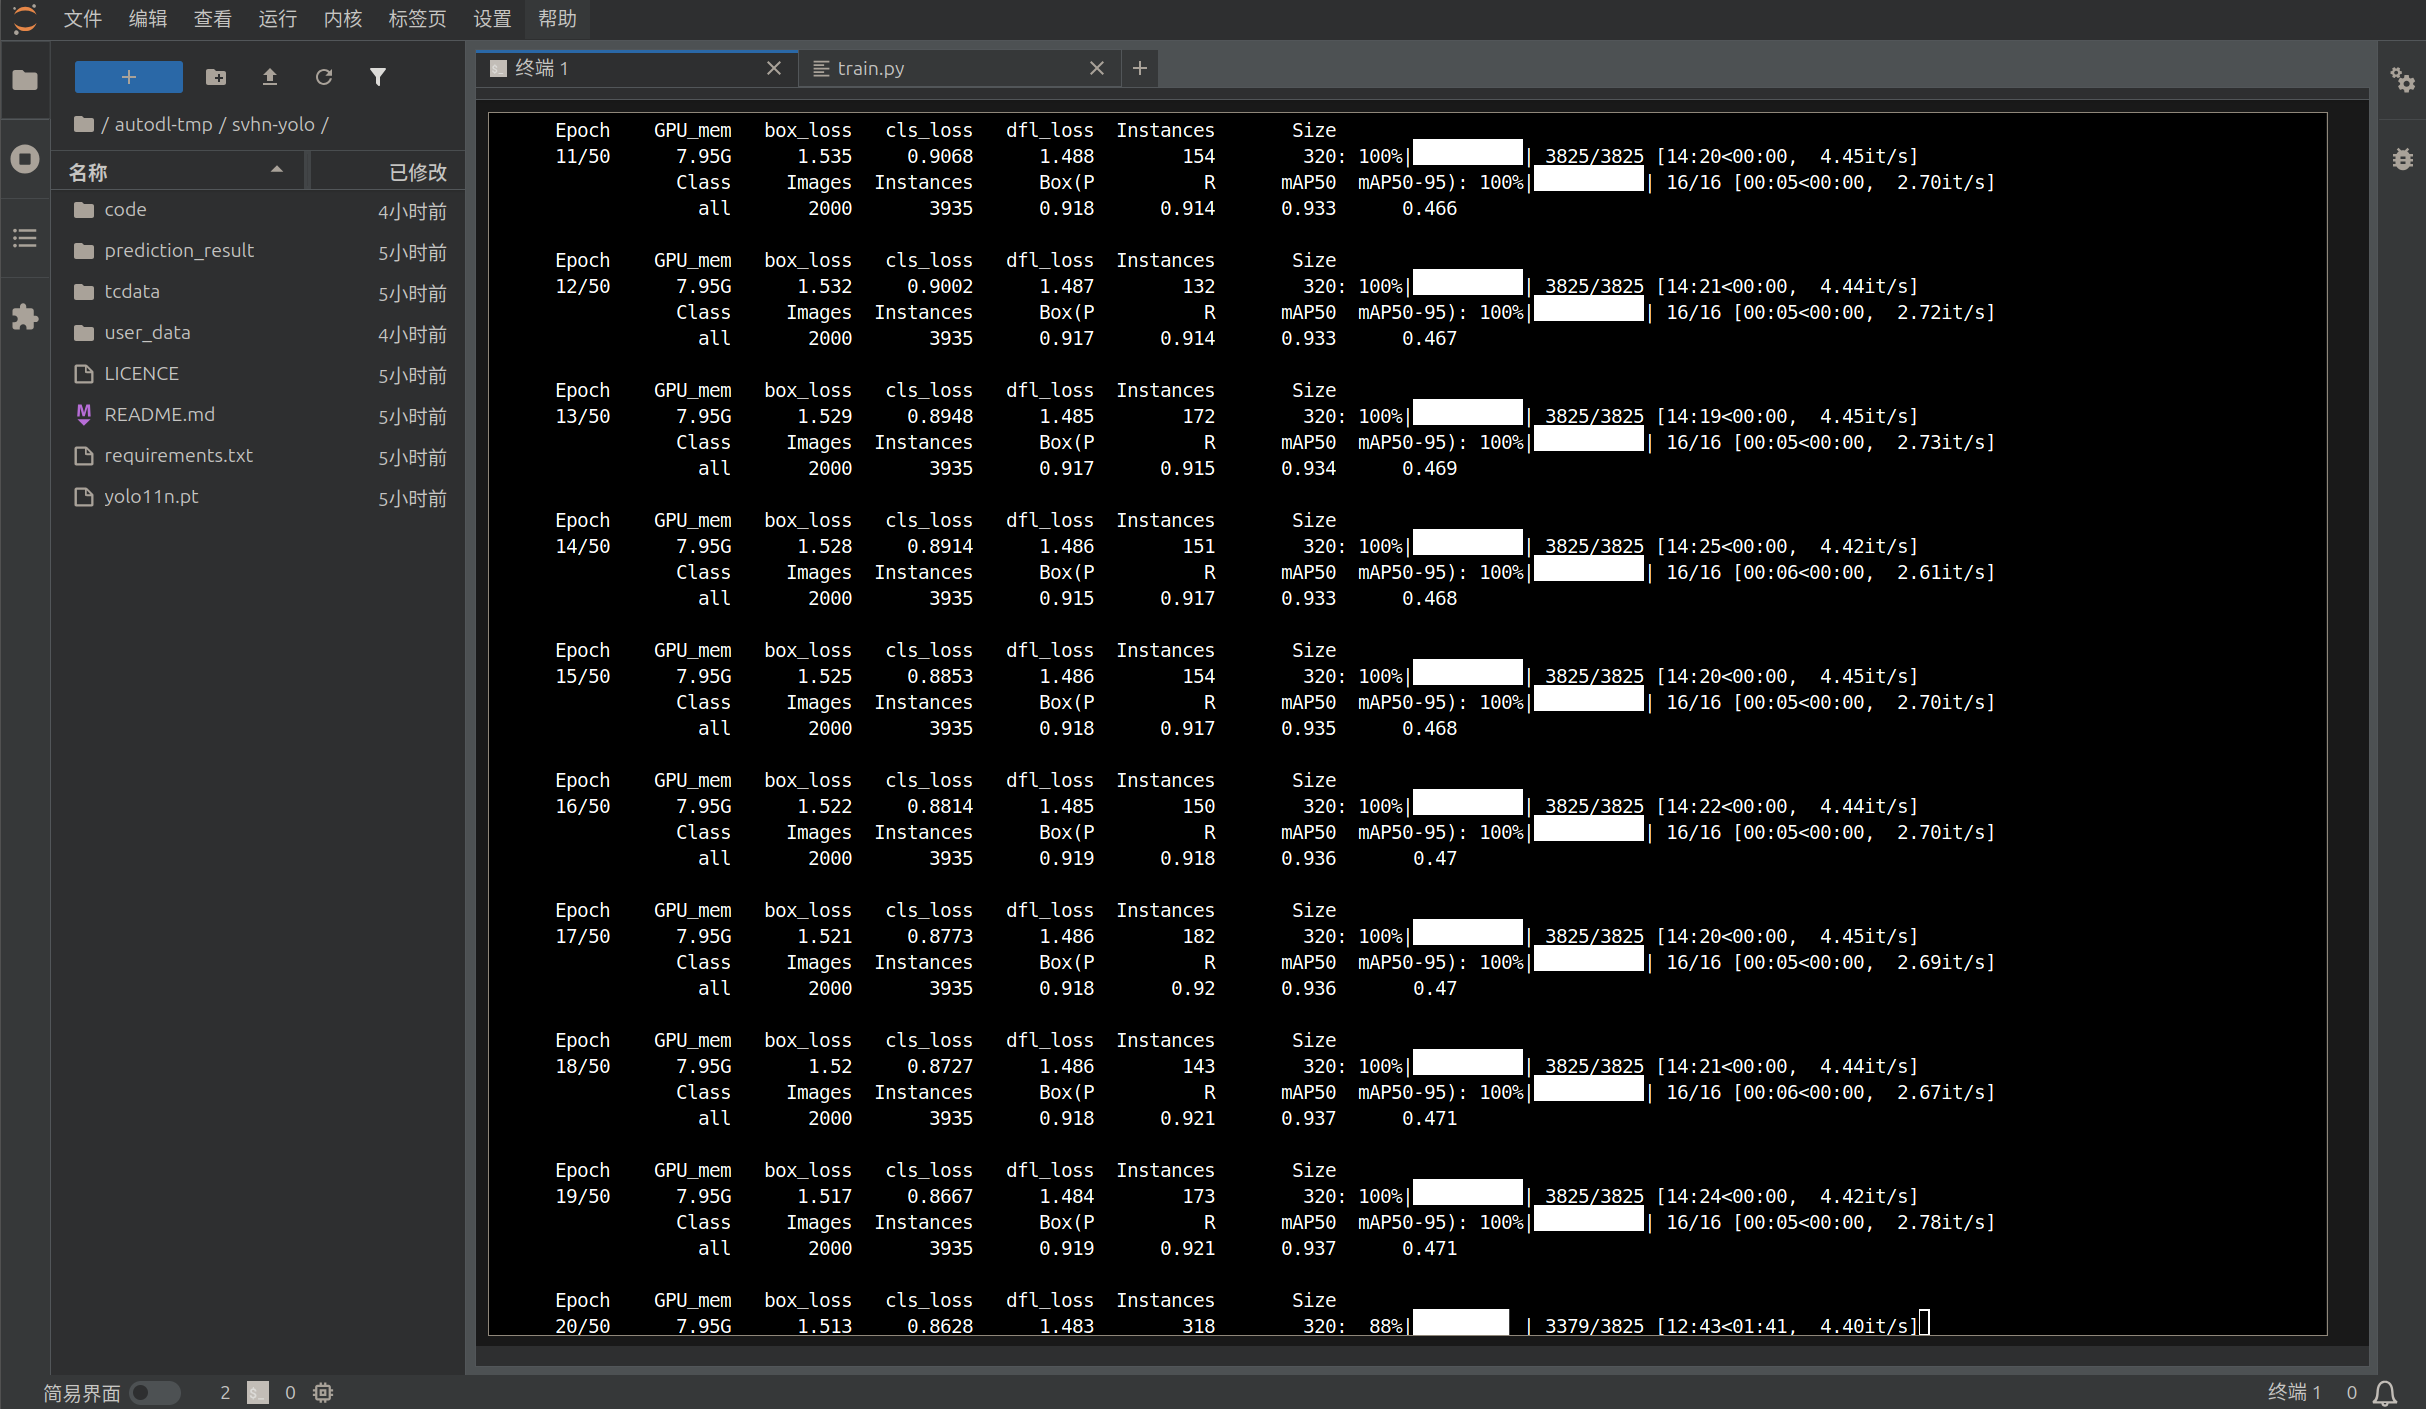 文件 编辑 查看 运行 内核 标签页 设置 帮助
终端 1
train.py
/ autodl-tmp / svhn-yolo /
名称 已修改
code 4小时前
prediction_result 5小时前
tcdata 5小时前
user_data 4小时前
LICENCE 5小时前
README.md 5小时前
requirements.txt 5小时前
yolo11n.pt 5小时前
Epoch GPU_mem box_loss cls_loss dfl_loss Instances Size
11/50 7.95G 1.535 0.9068 1.488 154 320: 100%| | 3825/3825 [14:20<00:00, 4.45it/s]
Class Images Instances Box(P R mAP50 mAP50-95): 100%| | 16/16 [00:05<00:00, 2.70it/s]
all 2000 3935 0.918 0.914 0.933 0.466
Epoch GPU_mem box_loss cls_loss dfl_loss Instances Size
12/50 7.95G 1.532 0.9002 1.487 132 320: 100%| | 3825/3825 [14:21<00:00, 4.44it/s]
Class Images Instances Box(P R mAP50 mAP50-95): 100%| | 16/16 [00:05<00:00, 2.72it/s]
all 2000 3935 0.917 0.914 0.933 0.467
Epoch GPU_mem box_loss cls_loss dfl_loss Instances Size
13/50 7.95G 1.529 0.8948 1.485 172 320: 100%| | 3825/3825 [14:19<00:00, 4.45it/s]
Class Images Instances Box(P R mAP50 mAP50-95): 100%| | 16/16 [00:05<00:00, 2.73it/s]
all 2000 3935 0.917 0.915 0.934 0.469
Epoch GPU_mem box_loss cls_loss dfl_loss Instances Size
14/50 7.95G 1.528 0.8914 1.486 151 320: 100%| | 3825/3825 [14:25<00:00, 4.42it/s]
Class Images Instances Box(P R mAP50 mAP50-95): 100%| | 16/16 [00:06<00:00, 2.61it/s]
all 2000 3935 0.915 0.917 0.933 0.468
Epoch GPU_mem box_loss cls_loss dfl_loss Instances Size
15/50 7.95G 1.525 0.8853 1.486 154 320: 100%| | 3825/3825 [14:20<00:00, 4.45it/s]
Class Images Instances Box(P R mAP50 mAP50-95): 100%| | 16/16 [00:05<00:00, 2.70it/s]
all 2000 3935 0.918 0.917 0.935 0.468
Epoch GPU_mem box_loss cls_loss dfl_loss Instances Size
16/50 7.95G 1.522 0.8814 1.485 150 320: 100%| | 3825/3825 [14:22<00:00, 4.44it/s]
Class Images Instances Box(P R mAP50 mAP50-95): 100%| | 16/16 [00:05<00:00, 2.70it/s]
all 2000 3935 0.919 0.918 0.936 0.47
Epoch GPU_mem box_loss cls_loss dfl_loss Instances Size
17/50 7.95G 1.521 0.8773 1.486 182 320: 100%| | 3825/3825 [14:20<00:00, 4.45it/s]
Class Images Instances Box(P R mAP50 mAP50-95): 100%| | 16/16 [00:05<00:00, 2.69it/s]
all 2000 3935 0.918 0.92 0.936 0.47
Epoch GPU_mem box_loss cls_loss dfl_loss Instances Size
18/50 7.95G 1.52 0.8727 1.486 143 320: 100%| | 3825/3825 [14:21<00:00, 4.44it/s]
Class Images Instances Box(P R mAP50 mAP50-95): 100%| | 16/16 [00:06<00:00, 2.67it/s]
all 2000 3935 0.918 0.921 0.937 0.471
Epoch GPU_mem box_loss cls_loss dfl_loss Instances Size
19/50 7.95G 1.517 0.8667 1.484 173 320: 100%| | 3825/3825 [14:24<00:00, 4.42it/s]
Class Images Instances Box(P R mAP50 mAP50-95): 100%| | 16/16 [00:05<00:00, 2.78it/s]
all 2000 3935 0.919 0.921 0.937 0.471
Epoch GPU_mem box_loss cls_loss dfl_loss Instances Size
20/50 7.95G 1.513 0.8628 1.483 318 320: 88%| | 3379/3825 [12:43<01:41, 4.40it/s]
简易界面 2 0 终端 1 0